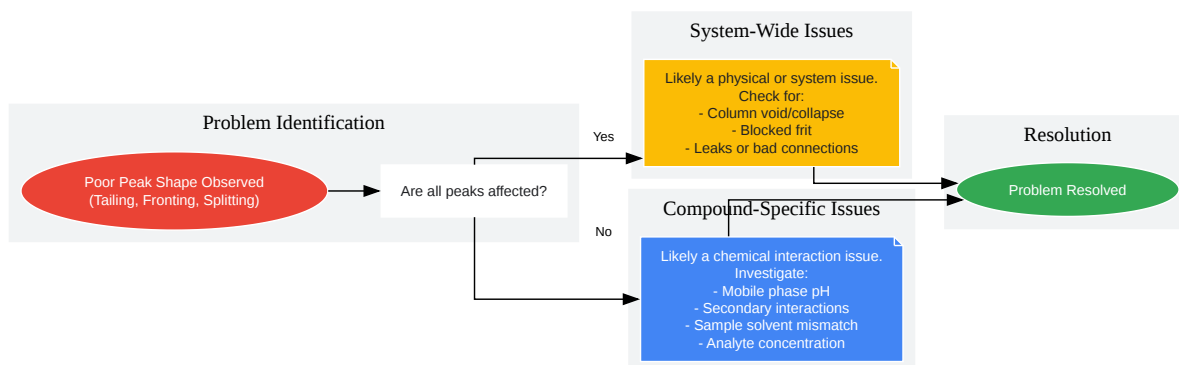 Problem Identification
Poor Peak Shape Observed
(Tailing, Fronting, Splitting)
Are all peaks affected?
Yes
No
System-Wide Issues
Likely a physical or system issue.
Check for:
- Column void/collapse
- Blocked frit
- Leaks or bad connections
Compound-Specific Issues
Likely a chemical interaction issue.
Investigate:
- Mobile phase pH
- Secondary interactions
- Sample solvent mismatch
- Analyte concentration
Resolution
Problem Resolved